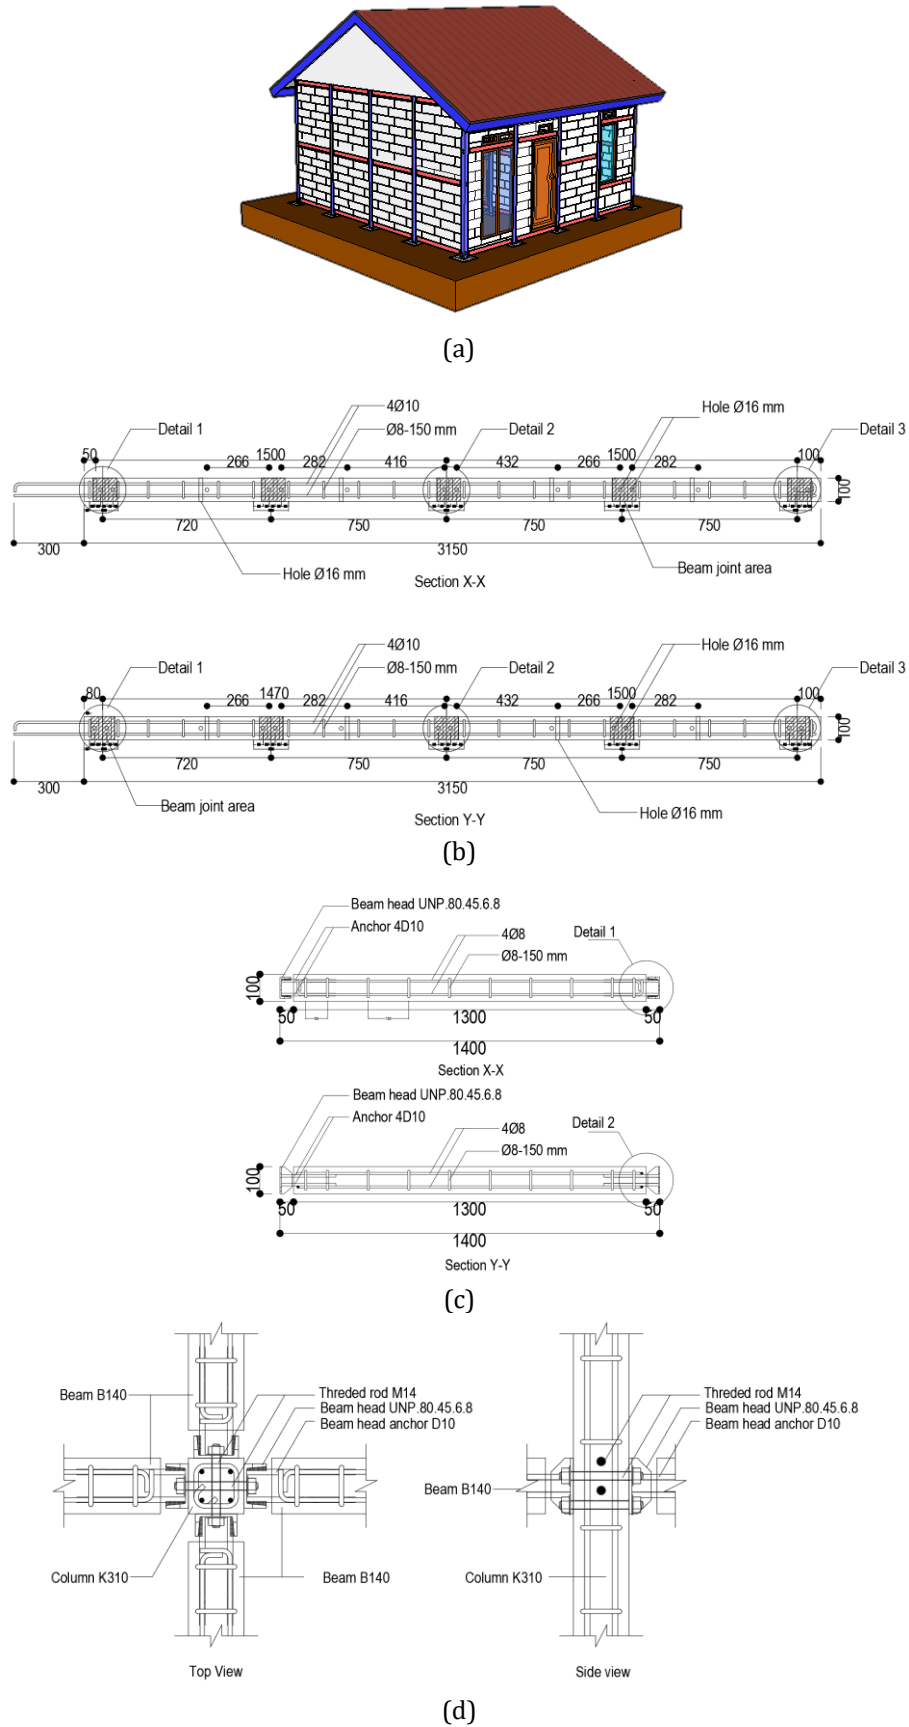 (a)
4Ø10
Hole Ø16 mm
Detail 1
Ø8-150 mm
Detail 2
Detail 3
50
1500
1500
100
266
282
416
432
266
282
100
720
750
750
750
300
3150
Hole Ø16 mm
Beam joint area
Section X-X
4Ø10
Hole Ø16 mm
Detail 1
Ø8-150 mm
Detail 2
Detail 3
80
1470
1500
100
266
282
416
432
266
282
100
720
750
750
750
300
3150
Beam joint area
Hole Ø16 mm
Section Y-Y
(b)
Beam head UNP.80.45.6.8
Anchor 4D10
4Ø8
Detail 1
Ø8-150 mm
100
50
1300
50
1400
Section X-X
Beam head UNP.80.45.6.8
Anchor 4D10
4Ø8
Detail 2
Ø8-150 mm
100
50
1300
50
1400
Section Y-Y
(c)
Beam B140
Threded rod M14
Beam head UNP.80.45.6.8
Beam head anchor D10
Column K310
Beam B140
Top View
Threded rod M14
Beam head UNP.80.45.6.8
Beam head anchor D10
Beam B140
Column K310
Side view
(d)